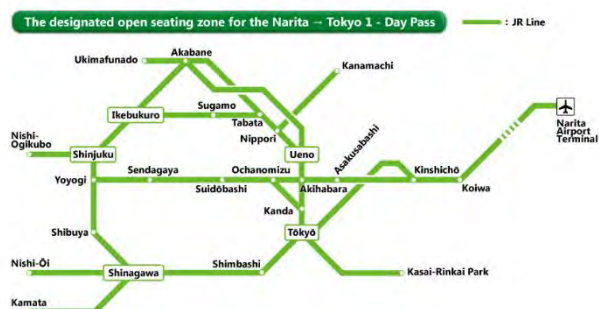 The designated open seating zone for the Narita → Tokyo 1 - Day Pass
: JR Line
Akabane
Ukimafunado
Kanamachi
Sugamo
Ikebukuro
Tabata
Nippori
Narita
Airport
Terminal
Nishi-
Ogikubo
Shinjuku
Ueno
Asakusabashi
Yoyogi
Sendagaya
Ochanomizu
Kinshichō
Suidōbashi
Akihabara
Koiwa
Kanda
Shibuya
Tōkyō
Nishi-Ōi
Shinagawa
Shimbashi
Kasai-Rinkai Park
Kamata